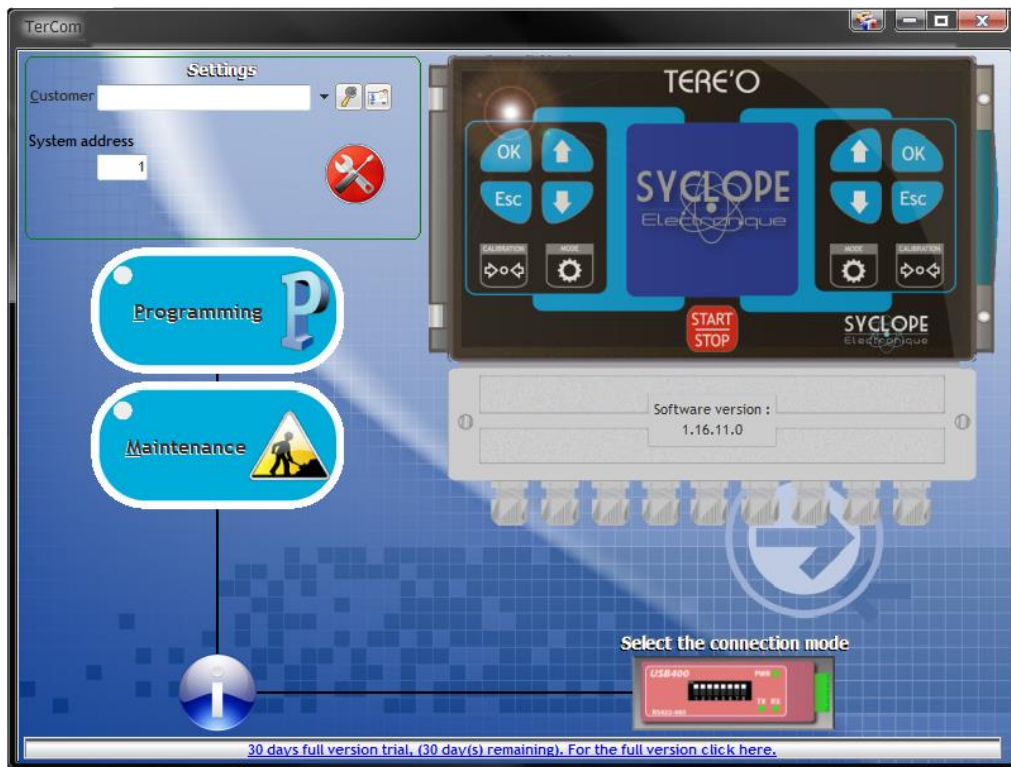 TerCom
Settings
Customer
System address
1
Programming
P
Maintenance
TERE'O
OK
Esc
CALIBRATION
MODE
SYCLOPE
Electronique
START
STOP
OK
Esc
MODE
CALIBRATION
SYCLOPE
Electronique
Software version :
1.16.11.0
Select the connection mode
USB400
PWR
TX RX
RS422-485
i
30 days full version trial, (30 day(s) remaining). For the full version click here.